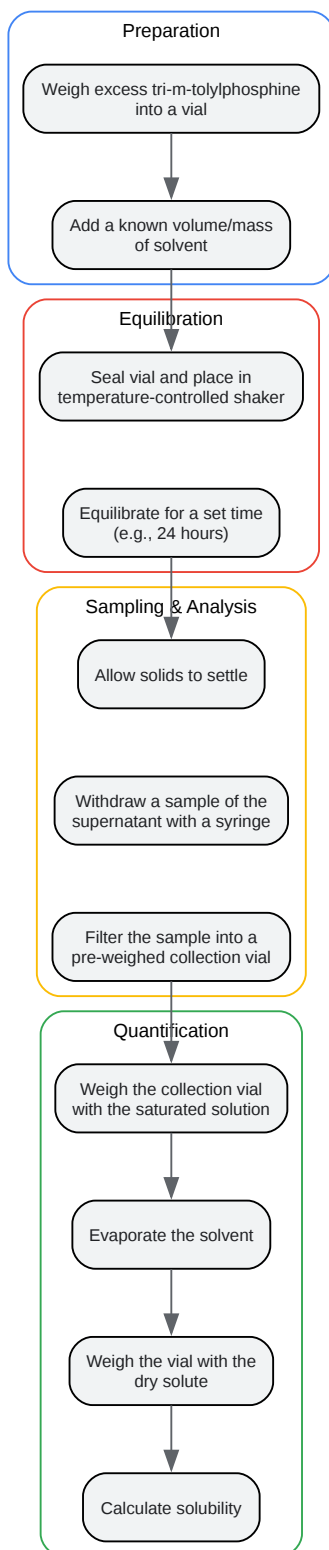 Preparation
Weigh excess tri-m-tolylphosphine
into a vial
Add a known volume/mass
of solvent
Equilibration
Seal vial and place in
temperature-controlled shaker
Equilibrate for a set time
(e.g., 24 hours)
Sampling & Analysis
Allow solids to settle
Withdraw a sample of the
supernatant with a syringe
Filter the sample into a
pre-weighed collection vial
Quantification
Weigh the collection vial
with the saturated solution
Evaporate the solvent
Weigh the vial with the
dry solute
Calculate solubility